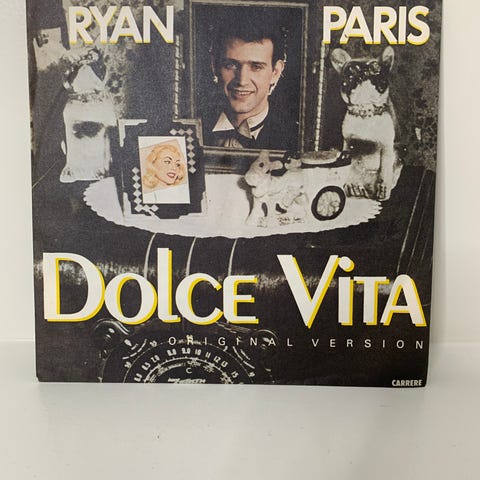 RYAN PARIS
DOLCE VITA
ORIGINAL VERSION
CARRERE